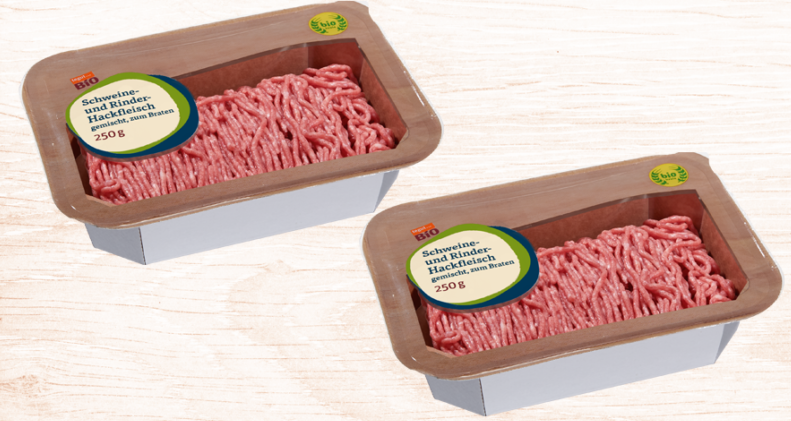 BiO
Schweine-
und Rinder-
Hackfleisch
gemischt, zum Braten
250 g
bio
BiO
Schweine-
und Rinder-
Hackfleisch
gemischt, zum Braten
250 g
bio